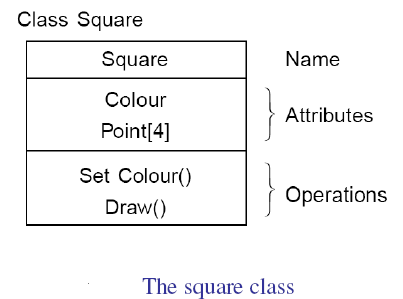 Class Square
Square Name
Colour
Point[4]
Attributes
Set Colour()
Draw()
Operations
The square class